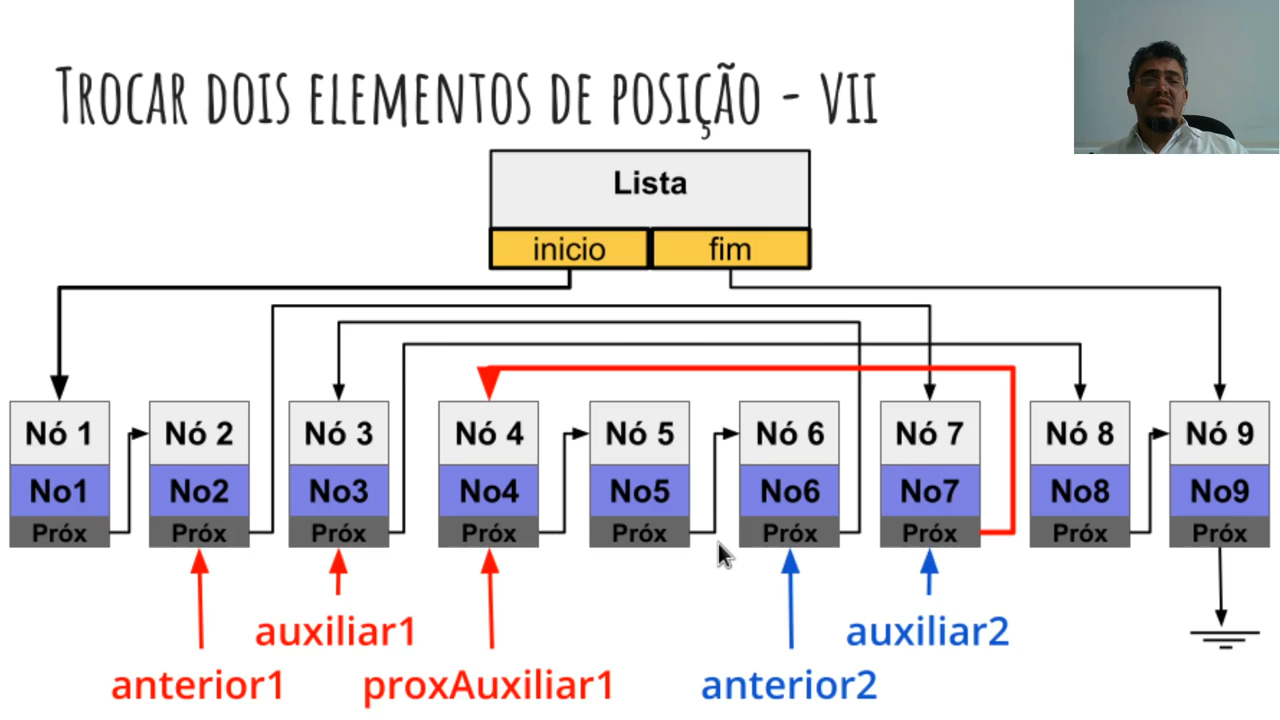 Trocar dois elementos de posição - VII
Lista
inicio fim
Nó 1 Nó 2 Nó 3 Nó 4 Nó 5 Nó 6 Nó 7 Nó 8 Nó 9
No1 No2 No3 No4 No5 No6 No7 No8 No9
Próx Próx Próx Próx Próx Próx Próx Próx Próx
auxiliar1 auxiliar2
anterior1 proxAuxiliar1 anterior2